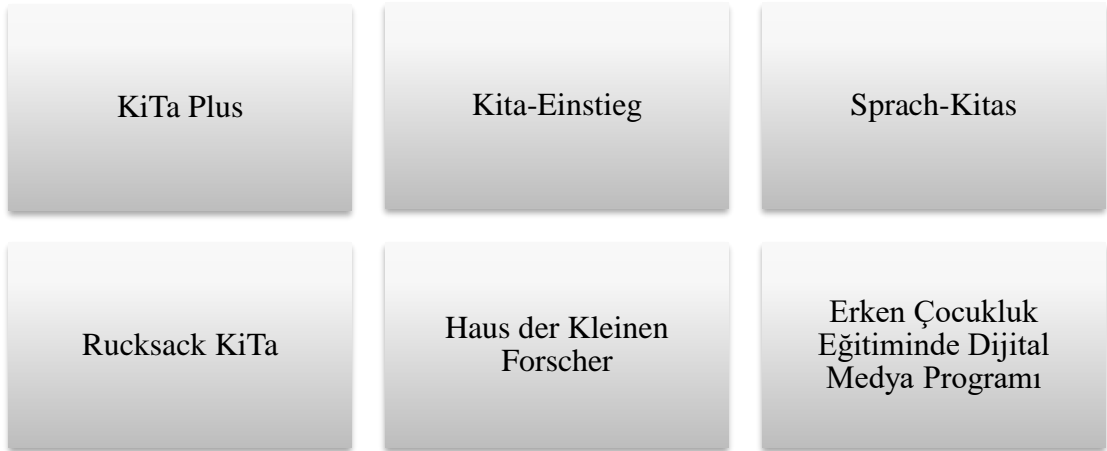 KiTa Plus
Kita-Einstieg
Sprach-Kitas
Rucksack KiTa
Haus der Kleinen
Forscher
Erken Çocukluk
Eğitiminde Dijital
Medya Programı